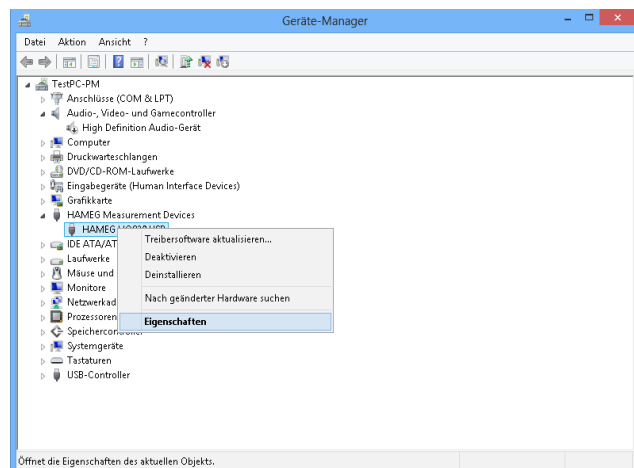 Geräte-Manager
Datei Aktion Ansicht ?
TestPC-PM
Anschlüsse (COM & LPT)
Audio-, Video- und Gamecontroller
High Definition Audio-Gerät
Computer
Druckwarteschlangen
DVD/CD-ROM-Laufwerke
Eingabegeräte (Human Interface Devices)
Grafikkarte
HAMEG Measurement Devices
HAMEG
IDE ATA/AT
Treibersoftware aktualisieren...
Laufwerke
Deaktivieren
Mäuse und
Deinstallieren
Monitore
Netzwerkad
Nach geänderter Hardware suchen
Prozessoren
Eigenschaften
Speichercontroller
Systemgeräte
Tastaturen
USB-Controller
Öffnet die Eigenschaften des aktuellen Objekts.